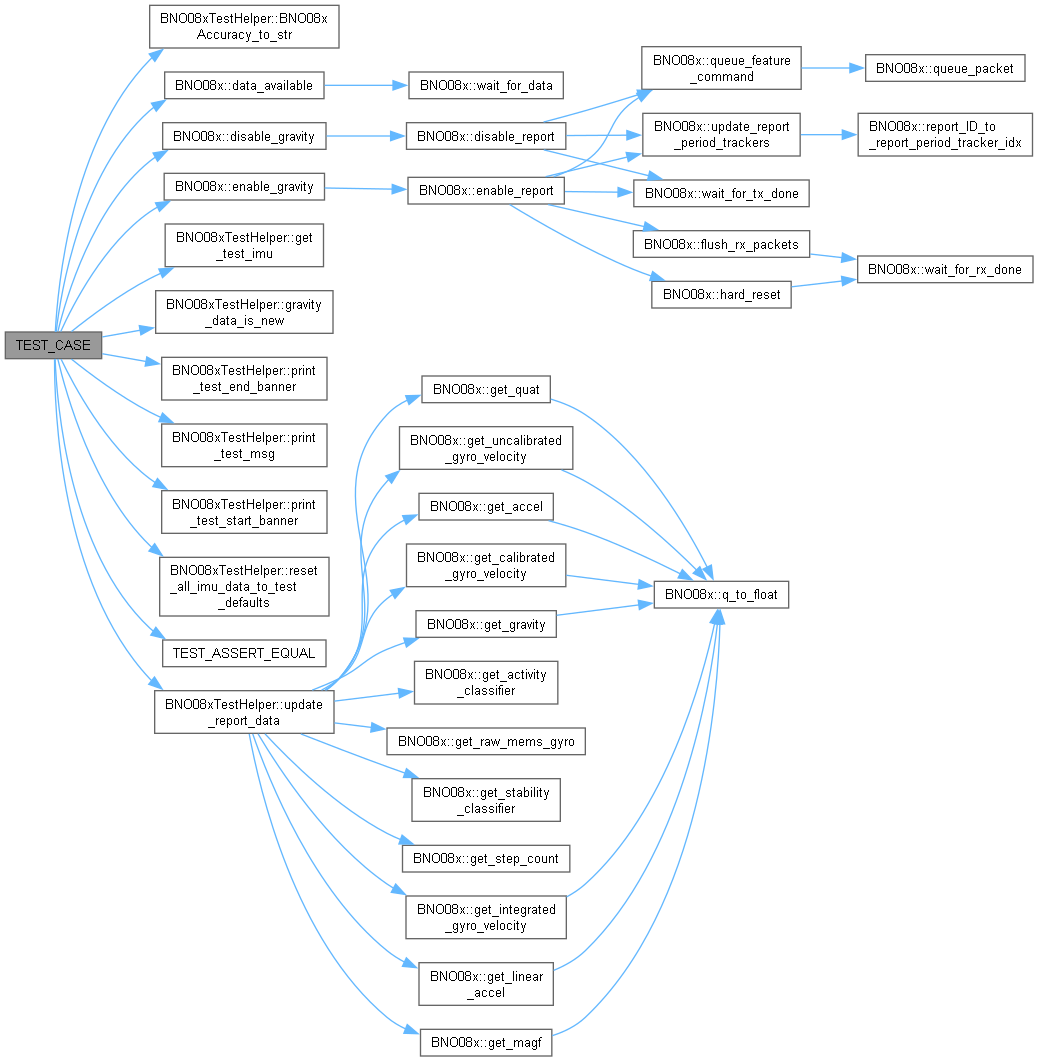 TEST_CASE
BNO08xTestHelper::BNO08x
Accuracy_to_str
BNO08x::data_available
BNO08x::disable_gravity
BNO08x::enable_gravity
BNO08xTestHelper::get
_test_imu
BNO08xTestHelper::gravity
_data_is_new
BNO08xTestHelper::print
_test_end_banner
BNO08xTestHelper::print
_test_msg
BNO08xTestHelper::print
_test_start_banner
BNO08xTestHelper::reset
_all_imu_data_to_test
_defaults
TEST_ASSERT_EQUAL
BNO08xTestHelper::update
_report_data
BNO08x::wait_for_data
BNO08x::disable_report
BNO08x::enable_report
BNO08x::queue_feature
_command
BNO08x::update_report
_period_trackers
BNO08x::wait_for_tx_done
BNO08x::flush_rx_packets
BNO08x::hard_reset
BNO08x::queue_packet
BNO08x::report_ID_to
_report_period_tracker_idx
BNO08x::wait_for_rx_done
BNO08x::get_quat
BNO08x::get_uncalibrated
_gyro_velocity
BNO08x::get_accel
BNO08x::get_calibrated
_gyro_velocity
BNO08x::get_gravity
BNO08x::get_activity
_classifier
BNO08x::get_raw_mems_gyro
BNO08x::get_stability
_classifier
BNO08x::get_step_count
BNO08x::get_integrated
_gyro_velocity
BNO08x::get_linear
_accel
BNO08x::get_magf
BNO08x::q_to_float